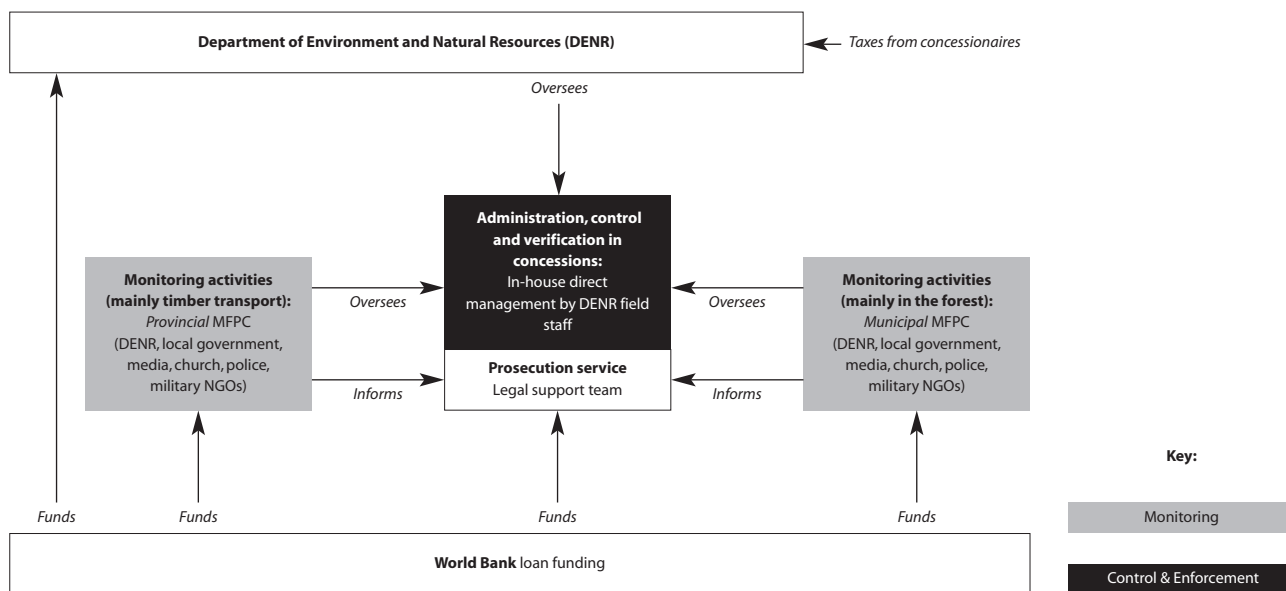 Department of Environment and Natural Resources (DENR)
Taxes from concessionaires
Oversees
Administration, control
and verification in
concessions:
In-house direct
management by DENR field
staff
Monitoring activities
(mainly timber transport):
Provincial MFPC
(DENR, local government,
media, church, police,
military NGOs)
Oversees
Oversees
Monitoring activities
(mainly in the forest):
Municipal MFPC
(DENR, local government,
media, church, police,
military NGOs)
Prosecution service
Legal support team
Informs
Informs
Key:
Funds
Funds
Funds
Funds
Monitoring
World Bank loan funding
Control & Enforcement